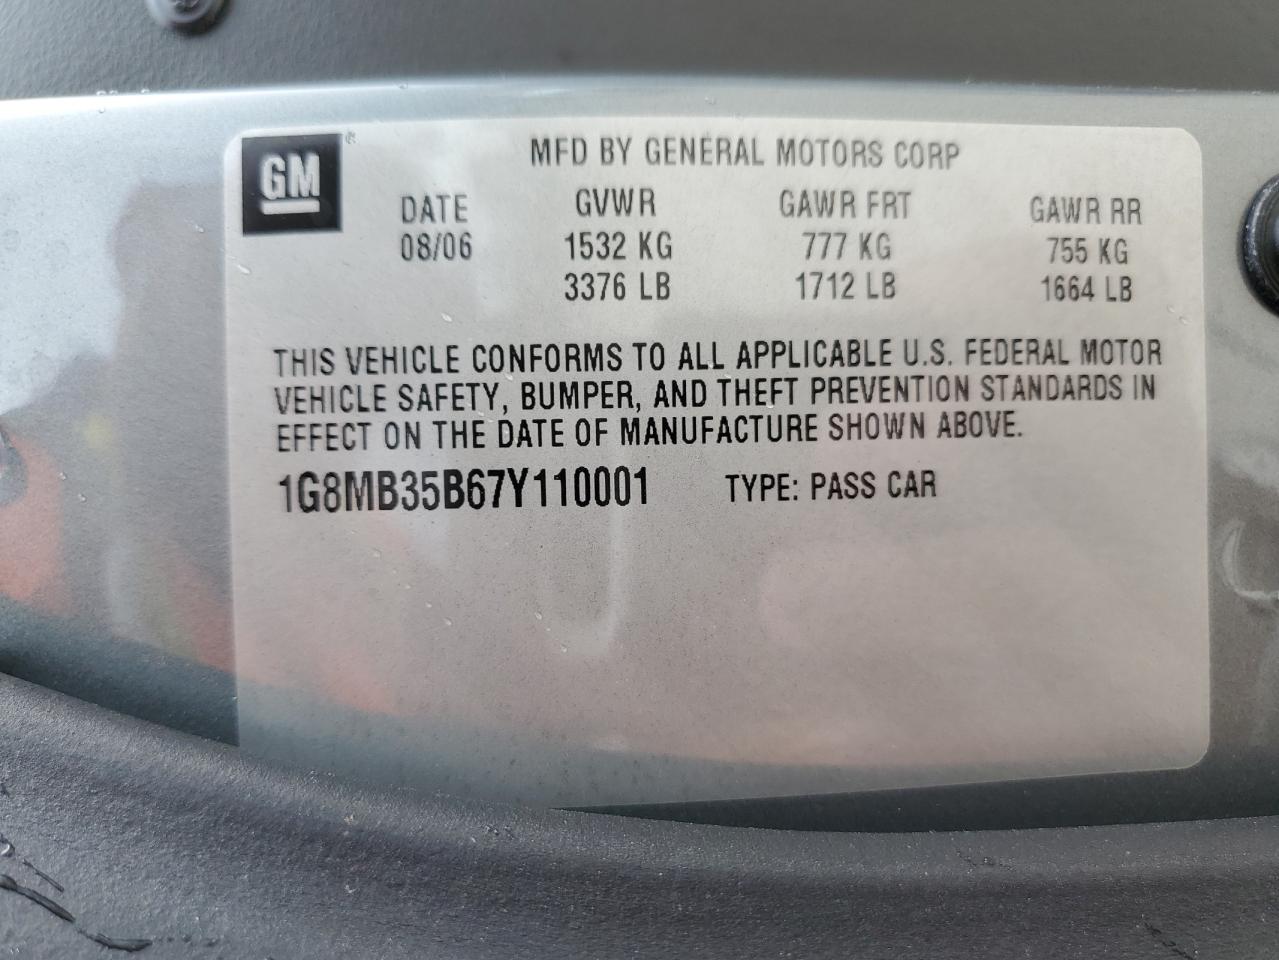 GM
MFD BY GENERAL MOTORS CORP
DATE GVWR GAWR FRT GAWR RR
08/06 1532 KG 777 KG 755 KG
3376 LB 1712 LB 1664 LB
THIS VEHICLE CONFORMS TO ALL APPLICABLE U.S. FEDERAL MOTOR
VEHICLE SAFETY, BUMPER, AND THEFT PREVENTION STANDARDS IN
EFFECT ON THE DATE OF MANUFACTURE SHOWN ABOVE.
1G8MB35B67Y110001 TYPE: PASS CAR